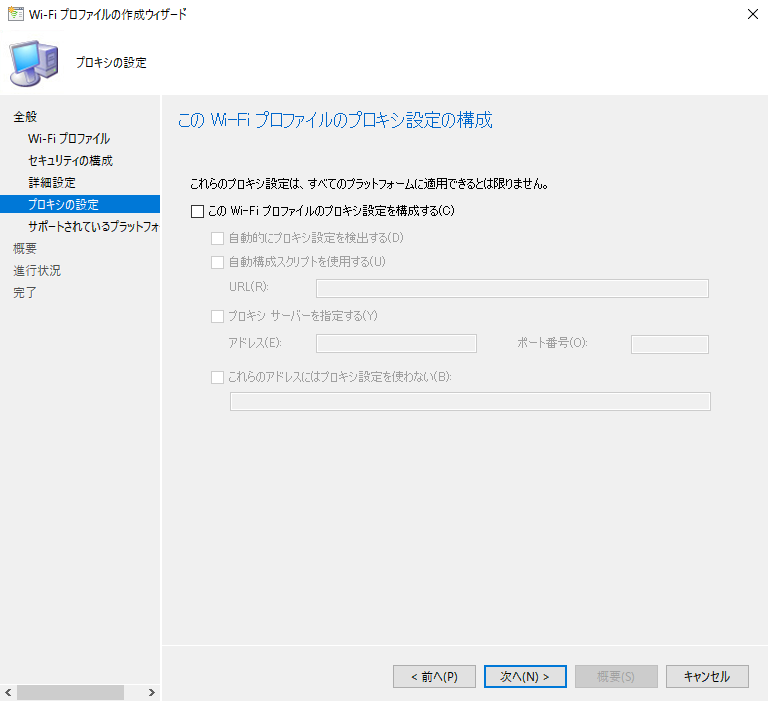 Wi-Fi プロファイルの作成ウィザード
プロキシの設定
全般
Wi-Fi プロファイル
セキュリティの構成
詳細設定
プロキシの設定
サポートされているプラットフォ
概要
進行状況
完了
この Wi-Fi プロファイルのプロキシ設定の構成
これらのプロキシ設定は、すべてのプラットフォームに適用できるとは限りません。
この Wi-Fi プロファイルのプロキシ設定を構成する(C)
自動的にプロキシ設定を検出する(D)
自動構成スクリプトを使用する(U)
URL(R):
プロキシ サーバーを指定する(Y)
アドレス(E):
ポート番号(O):
これらのアドレスにはプロキシ設定を使わない(B):
< 前へ(P)
次へ(N) >
概要(S)
キャンセル